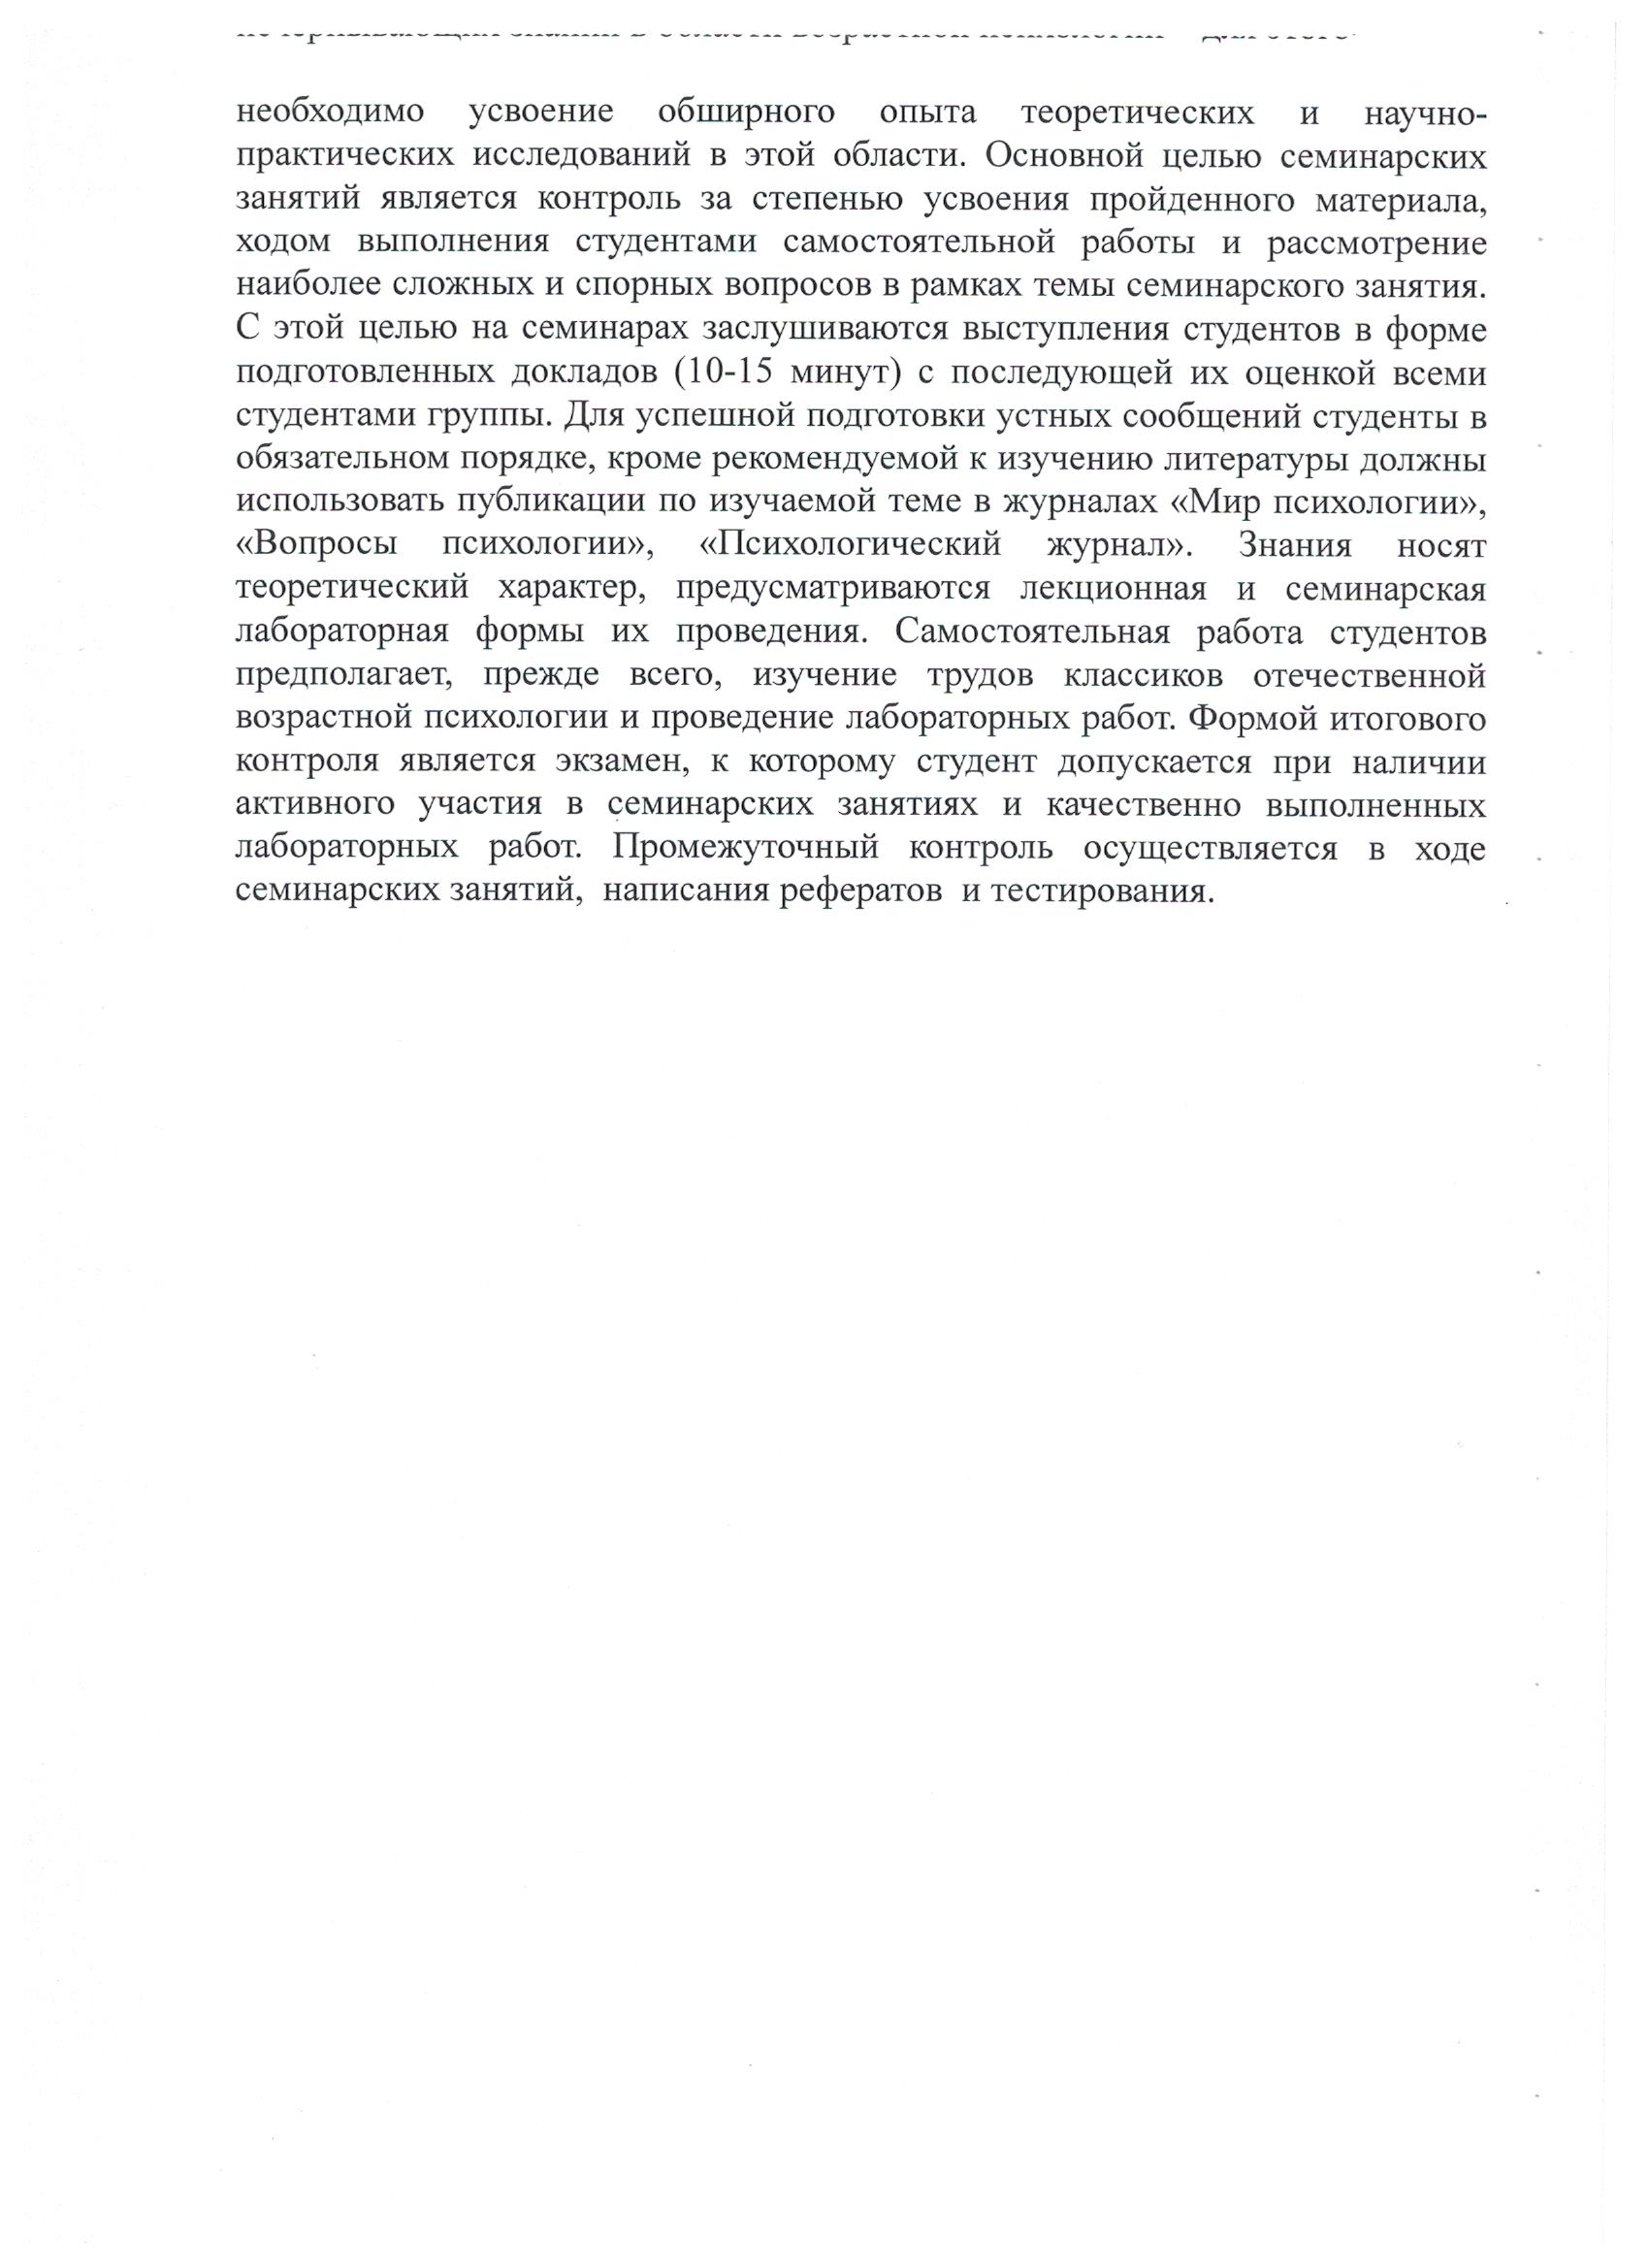 знаний в области возрастной психологии – для этого
необходимо усвоение обширного опыта теоретических и научно-
практических исследований в этой области. Основной целью семинарских
занятий является контроль за степенью усвоения пройденного материала,
ходом выполнения студентами самостоятельной работы и рассмотрение
наиболее сложных и спорных вопросов в рамках темы семинарского занятия.
С этой целью на семинарах заслушиваются выступления студентов в форме
подготовленных докладов (10-15 минут) с последующей их оценкой всеми
студентами группы. Для успешной подготовки устных сообщений студенты в
обязательном порядке, кроме рекомендуемой к изучению литературы должны
использовать публикации по изучаемой теме в журналах «Мир психологии»,
«Вопросы психологии», «Психологический журнал». Знания носят
теоретический характер, предусматриваются лекционная и семинарская
лабораторная формы их проведения. Самостоятельная работа студентов
предполагает, прежде всего, изучение трудов классиков отечественной
возрастной психологии и проведение лабораторных работ. Формой итогового
контроля является экзамен, к которому студент допускается при наличии
активного участия в семинарских занятиях и качественно выполненных
лабораторных работ. Промежуточный контроль осуществляется в ходе
семинарских занятий, написания рефератов и тестирования.